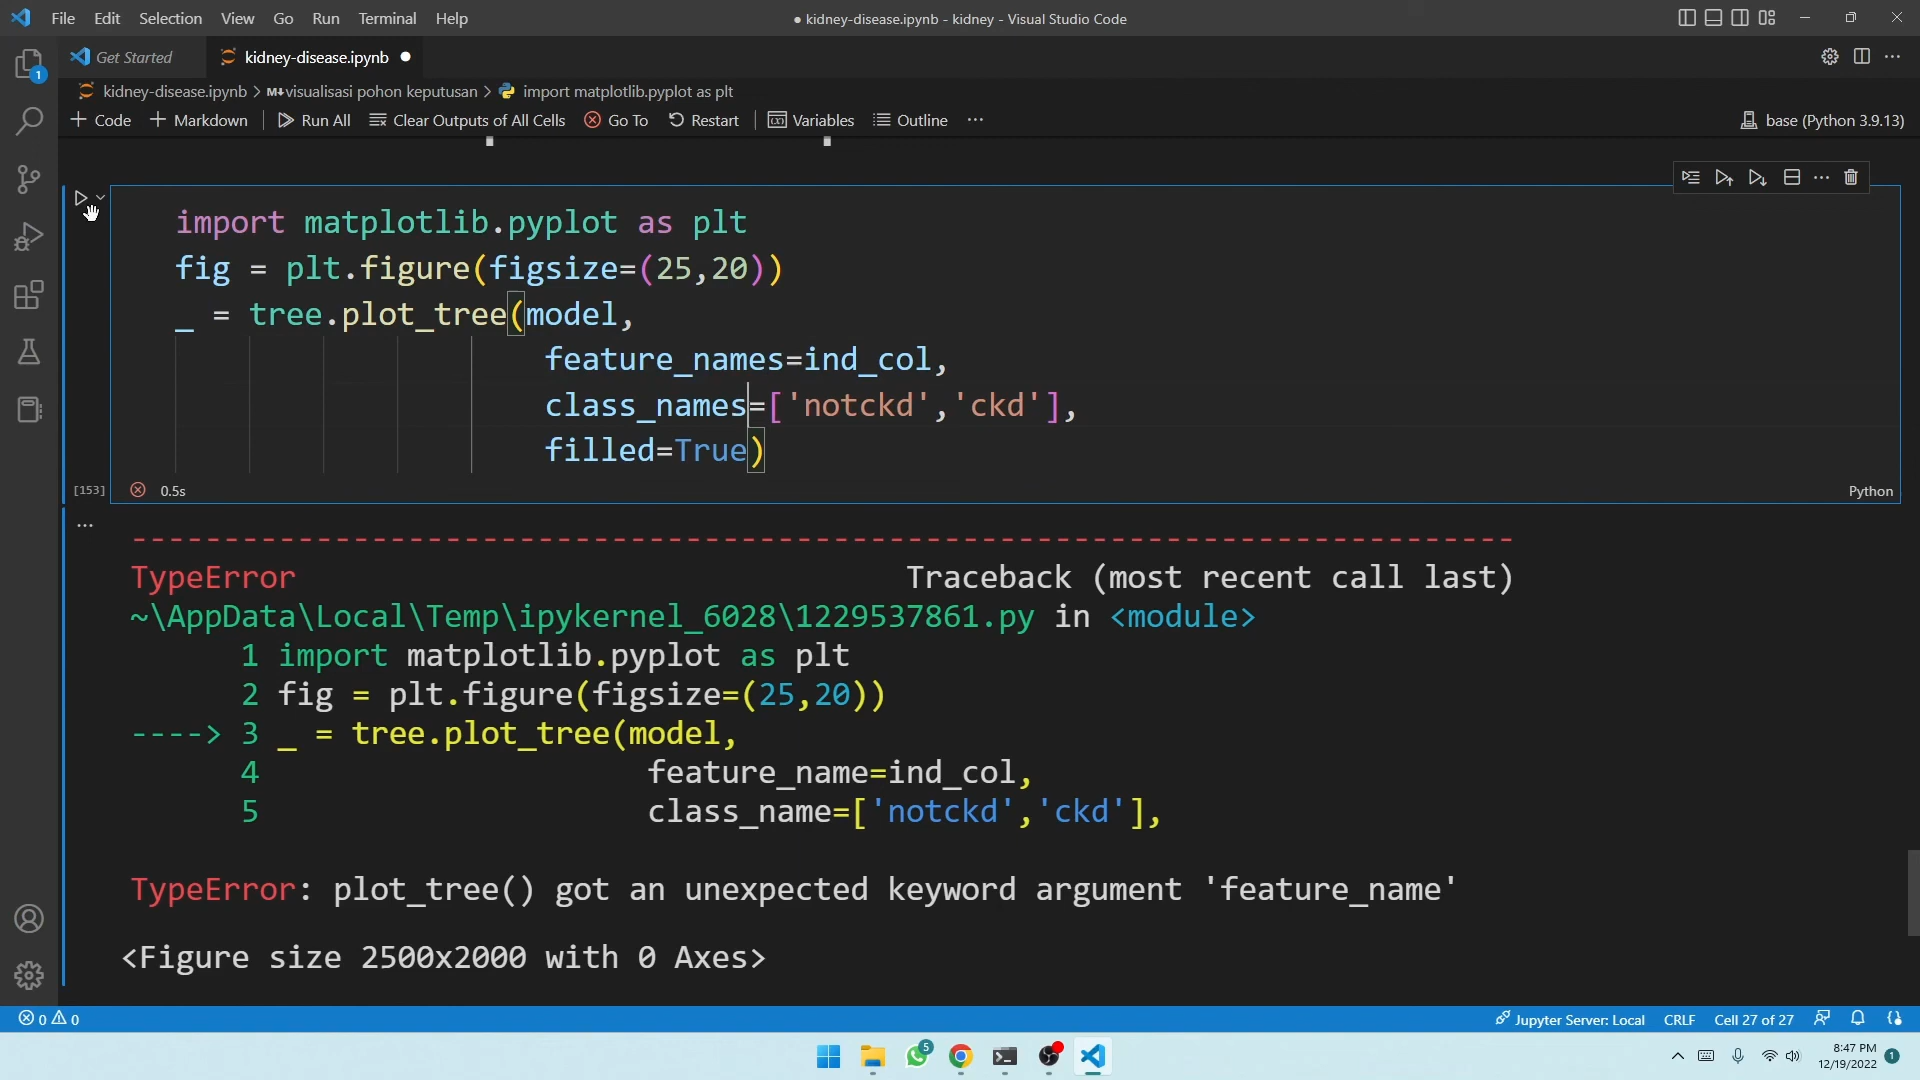 File Edit Selection View Go Run Terminal Help
● kidney-disease.ipynb - kidney - Visual Studio Code
1
Get Started
kidney-disease.ipynb ●
kidney-disease.ipynb > M↓visualisasi pohon keputusan > import matplotlib.pyplot as plt
+ Code + Markdown Run All Clear Outputs of All Cells Go To Restart Variables Outline ...
base (Python 3.9.13)
import matplotlib.pyplot as plt
fig = plt.figure(figsize=(25,20))
_ = tree.plot_tree(model,
feature_names=ind_col,
class_names=['notckd','ckd'],
filled=True)
[153] 0.5s
Python
...
---------------------------------------------------------------------------
TypeError Traceback (most recent call last)
~\AppData\Local\Temp\ipykernel_6028\1229537861.py in <module>
1 import matplotlib.pyplot as plt
2 fig = plt.figure(figsize=(25,20))
----> 3 _ = tree.plot_tree(model,
4 feature_name=ind_col,
5 class_name=['notckd','ckd'],
TypeError: plot_tree() got an unexpected keyword argument 'feature_name'
<Figure size 2500x2000 with 0 Axes>
0 0
Jupyter Server: Local CRLF Cell 27 of 27
5
8:47 PM
12/19/2022
1